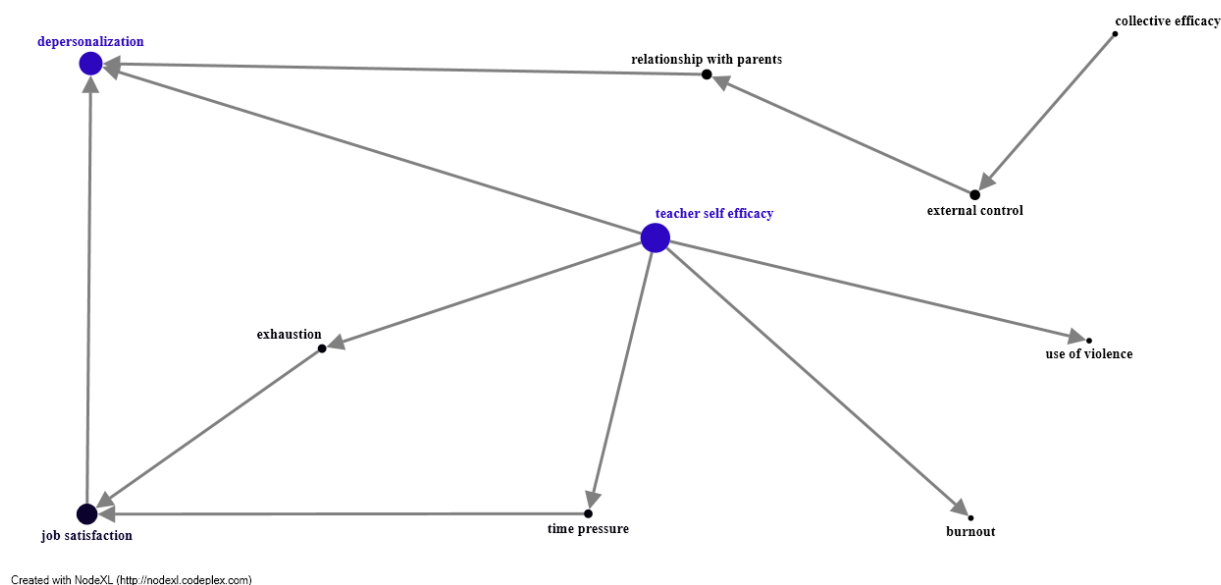 collective efficacy
depersonalization
relationship with parents
external control
teacher self efficacy
exhaustion
use of violence
job satisfaction
time pressure
burnout
Created with NodeXL (http://nodexl.codeplex.com)